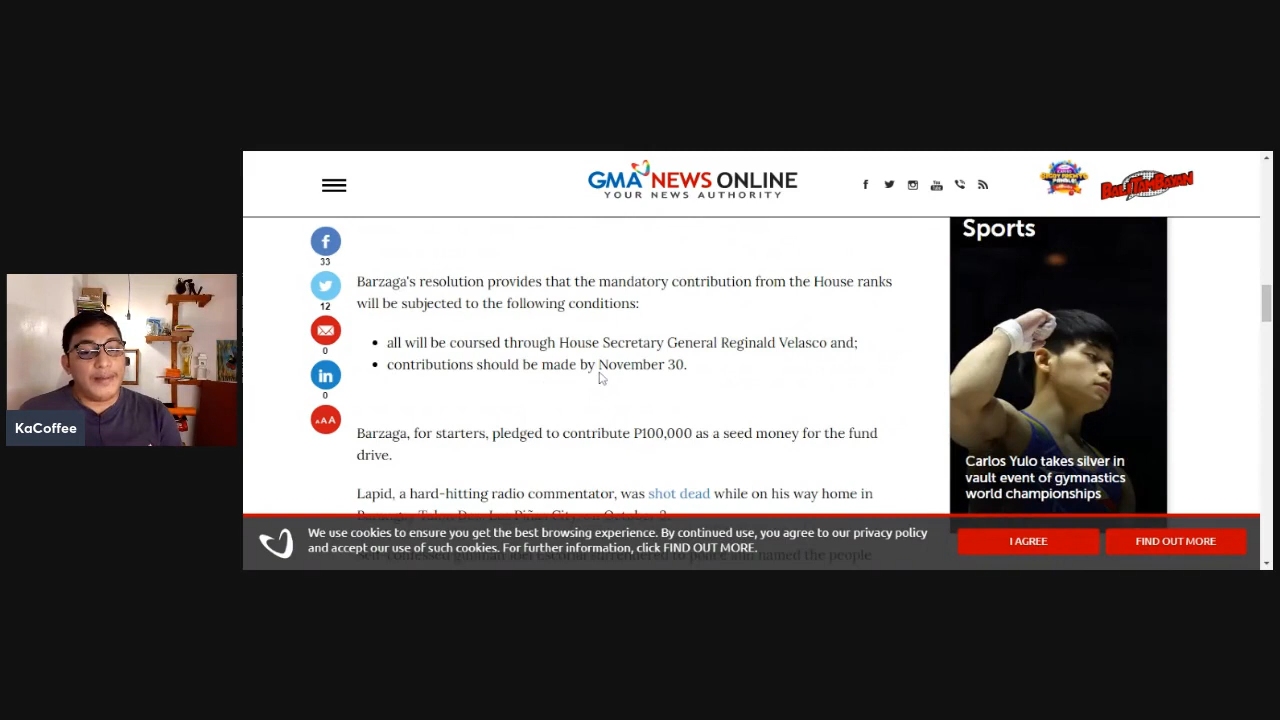 GMA NEWS ONLINE
YOUR NEWS AUTHORITY
BALITAMBAYAN
33
12
0
0
AAA
Barzaga's resolution provides that the mandatory contribution from the House ranks
will be subjected to the following conditions:
all will be coursed through House Secretary General Reginald Velasco and;
contributions should be made by November 30.
Barzaga, for starters, pledged to contribute P100,000 as a seed money for the fund
drive.
Lapid, a hard-hitting radio commentator, was shot dead while on his way home in
Sports
Carlos Yulo takes silver in
vault event of gymnastics
world championships
KaCoffee
We use cookies to ensure you get the best browsing experience. By continued use, you agree to our privacy policy
and accept our use of such cookies. For further information, click FIND OUT MORE.
I AGREE
FIND OUT MORE